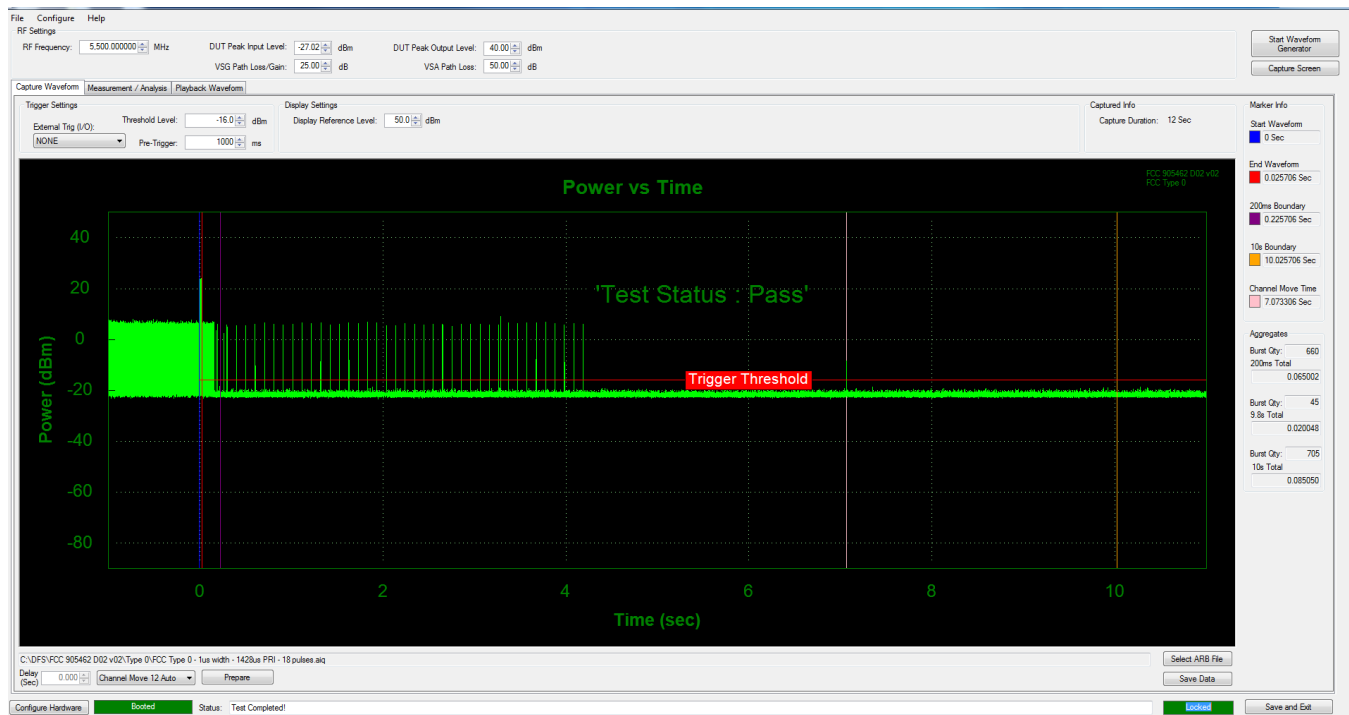 File Configure Help
RF Settings
RF Frequency: 5,500.000000 MHz DUT Peak Input Level: -27.02 dBm DUT Peak Output Level: 40.00 dBm
VSG Path Loss/Gain: 25.00 dB VSA Path Loss: 50.00 dB
Start Waveform Generator
Capture Screen
Capture Waveform Measurement / Analysis Playback Waveform
Trigger Settings
External Trig (I/O):
NONE
Threshold Level: -16.0 dBm
Pre-Trigger: 1000 ms
Display Settings
Display Reference Level: 50.0 dBm
Captured Info
Capture Duration: 12 Sec
Marker Info
Start Waveform
0 Sec
End Waveform
0.025706 Sec
200ms Boundary
0.225706 Sec
10s Boundary
10.025706 Sec
Channel Move Time
7.073306 Sec
Aggregates
Burst Qty: 660
200ms Total
0.065002
Burst Qty: 45
9.8s Total
0.020048
Burst Qty: 705
10s Total
0.085050
Power vs Time
FCC 905462 D02 v02
FCC Type 0
'Test Status : Pass'
Trigger Threshold
Power (dBm)
40
20
0
-20
-40
-60
-80
0 2 4 6 8 10
Time (sec)
C:\DFS\FCC 905462 D02 v02\Type 0\FCC Type 0 - 1us width - 1428us PRI - 18 pulses.aiq
Select ARB File
Delay (Sec) 0.000 Channel Move 12 Auto Prepare
Save Data
Configure Hardware Booted Status: Test Completed! Locked Save and Exit